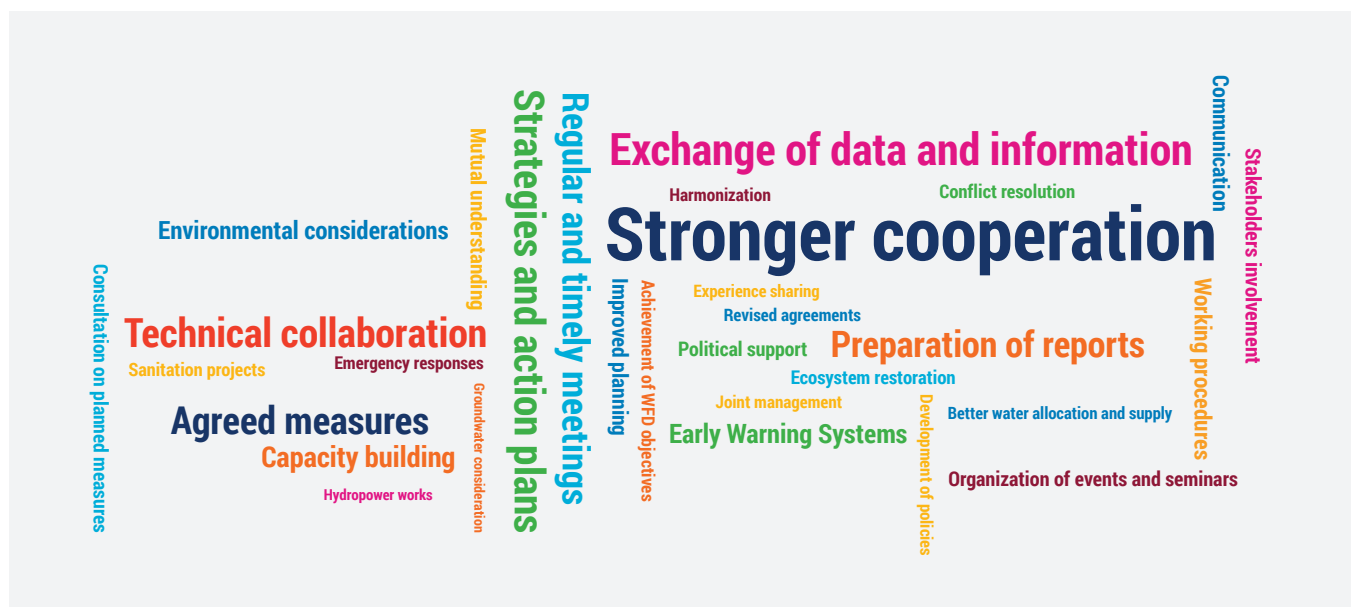 Communication
Strategies and action plans
Regular and timely meetings
Mutual understanding
Exchange of data and information
Stakeholders involvement
Harmonization
Conflict resolution
Stronger cooperation
Environmental considerations
Consultation on planned measures
Improved planning
Achievement of WFD objectives
Experience sharing
Working procedures
Revised agreements
Technical collaboration
Political support
Preparation of reports
Emergency responses
Sanitation projects
Ecosystem restoration
Groundwater consideration
Joint management
Development of policies
Better water allocation and supply
Agreed measures
Early Warning Systems
Capacity building
Organization of events and seminars
Hydropower works